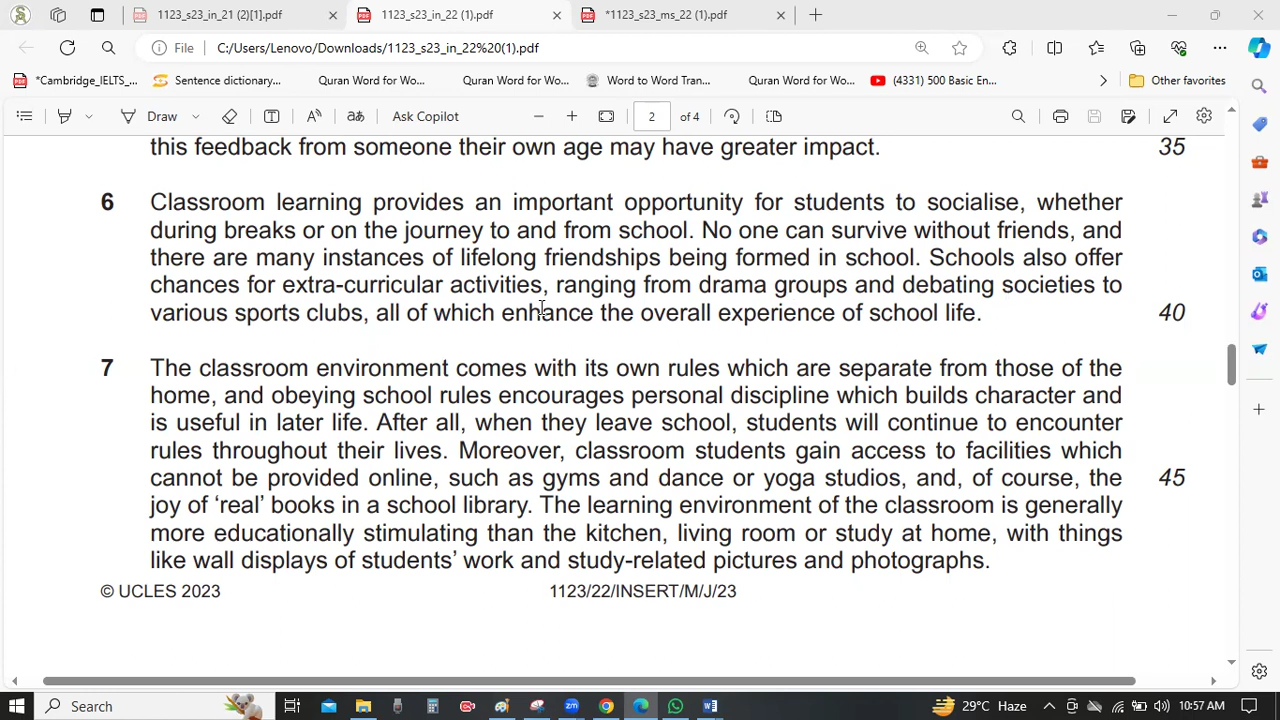 1123_s23_in_21 (2)[1].pdf
1123_s23_in_22 (1).pdf
*1123_s23_ms_22 (1).pdf
File
C:/Users/Lenovo/Downloads/1123_s23_in_22%20(1).pdf
*Cambridge_IELTS_...
Sentence dictionary...
Quran Word for Wo...
Quran Word for Wo...
Word to Word Tran...
Quran Word for Wo...
(4331) 500 Basic En...
Other favorites
Draw
Ask Copilot
2 of 4
this feedback from someone their own age may have greater impact. 35
6 Classroom learning provides an important opportunity for students to socialise, whether
during breaks or on the journey to and from school. No one can survive without friends, and
there are many instances of lifelong friendships being formed in school. Schools also offer
chances for extra-curricular activities, ranging from drama groups and debating societies to
various sports clubs, all of which enhance the overall experience of school life. 40
7 The classroom environment comes with its own rules which are separate from those of the
home, and obeying school rules encourages personal discipline which builds character and
is useful in later life. After all, when they leave school, students will continue to encounter
rules throughout their lives. Moreover, classroom students gain access to facilities which
cannot be provided online, such as gyms and dance or yoga studios, and, of course, the 45
joy of ‘real’ books in a school library. The learning environment of the classroom is generally
more educationally stimulating than the kitchen, living room or study at home, with things
like wall displays of students’ work and study-related pictures and photographs.
© UCLES 2023
1123/22/INSERT/M/J/23
Search
29°C Haze
10:57 AM